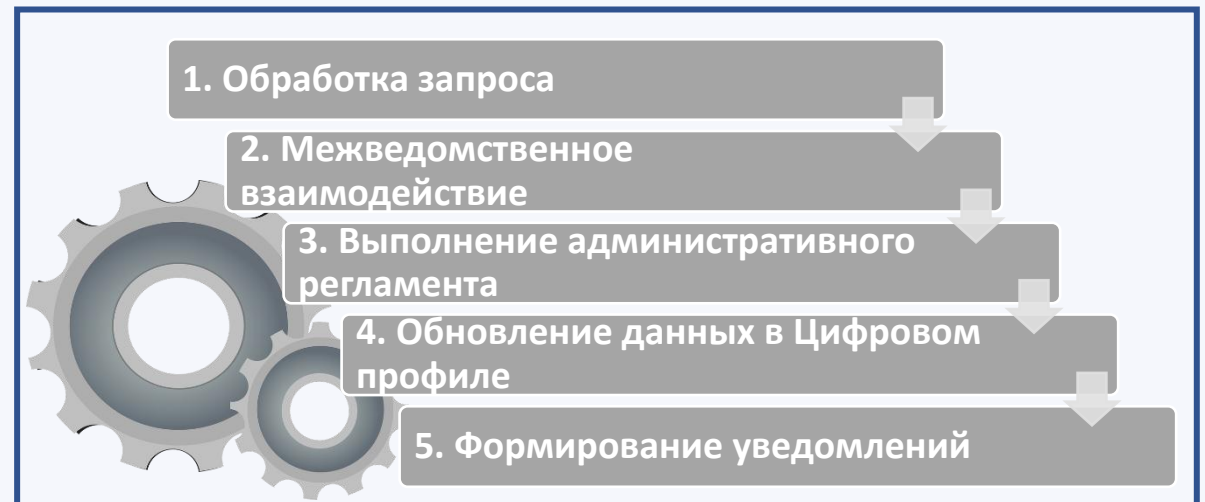 1. Обработка запроса
2. Межведомственное
взаимодействие
3. Выполнение административного
регламента
4. Обновление данных в Цифровом
профиле
5. Формирование уведомлений